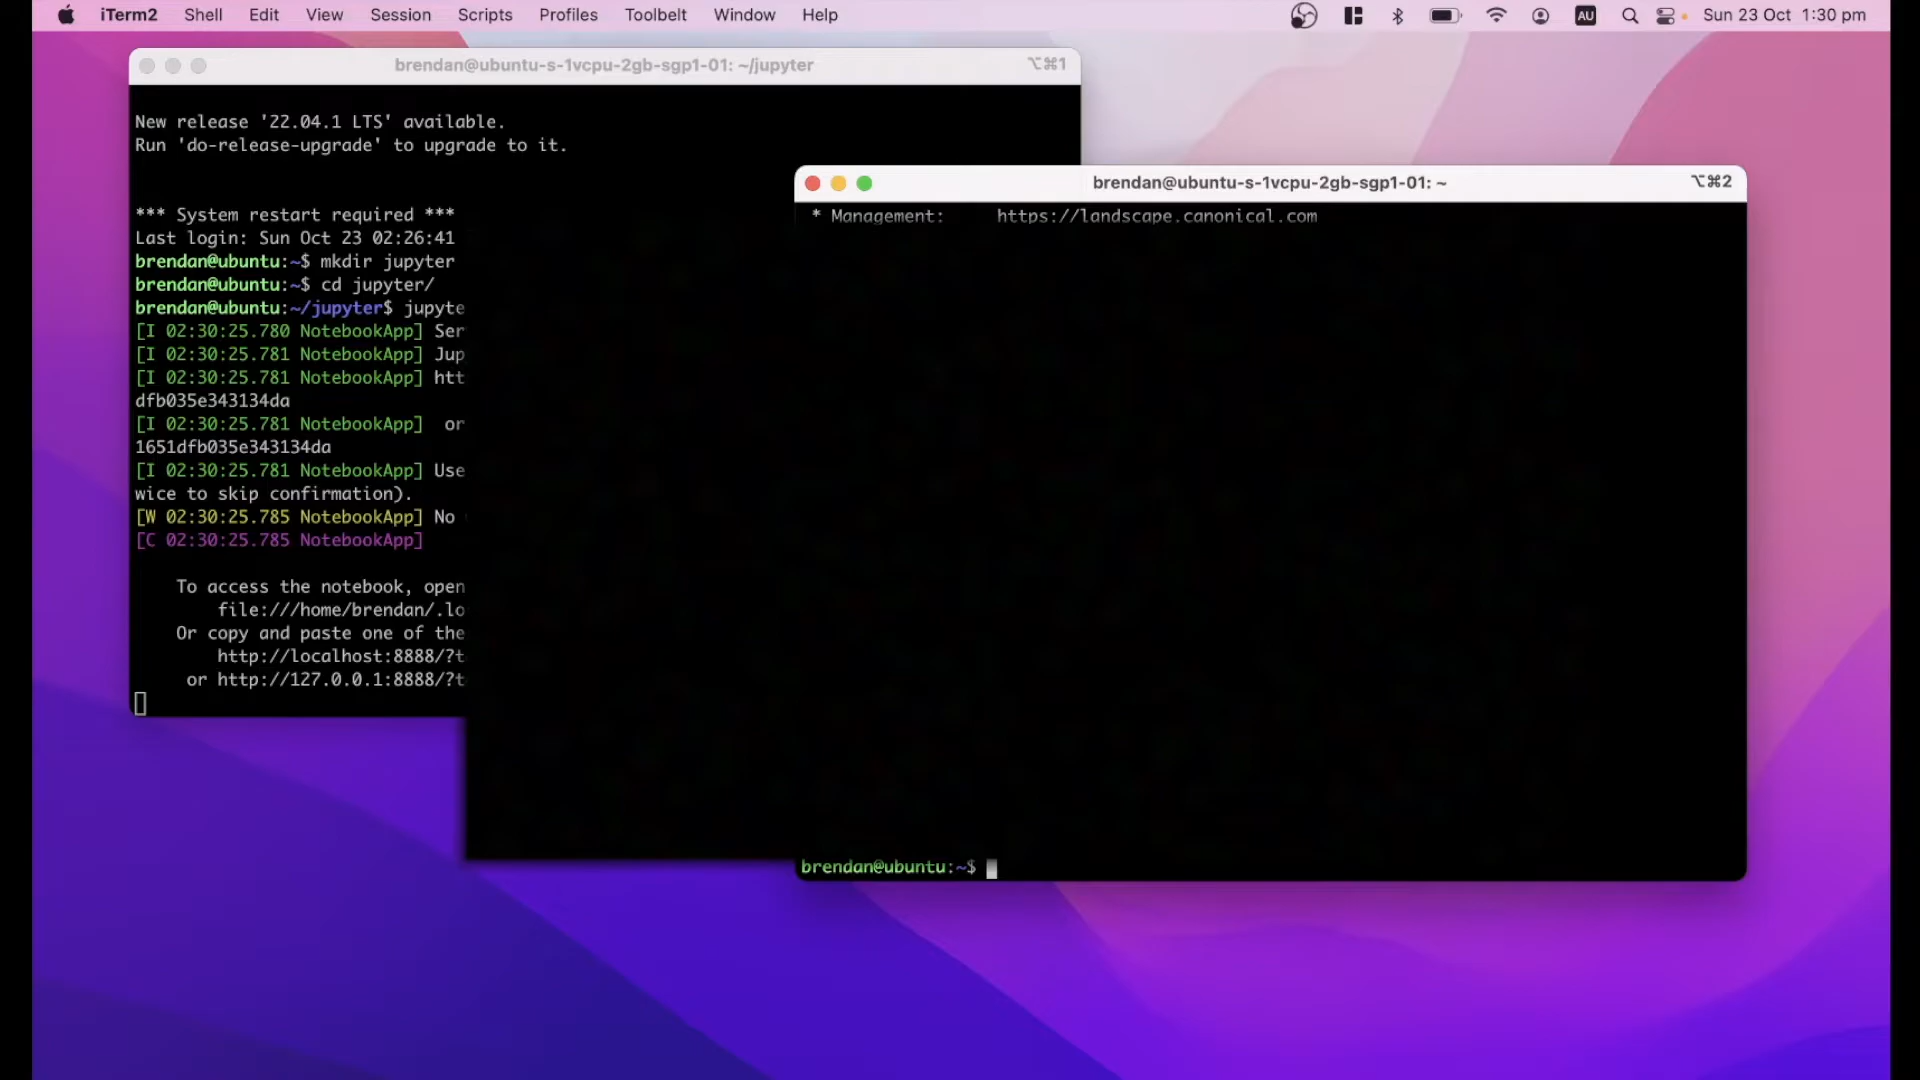 iTerm2 Shell Edit View Session Scripts Profiles Toolbelt Window Help AU Sun 23 Oct 1:30 pm
brendan@ubuntu-s-1vcpu-2gb-sgp1-01: ~/jupyter ⌥⌘1
New release '22.04.1 LTS' available.
Run 'do-release-upgrade' to upgrade to it.
*** System restart required ***
Last login: Sun Oct 23 02:26:41
brendan@ubuntu:~$ mkdir jupyter
brendan@ubuntu:~$ cd jupyter/
brendan@ubuntu:~/jupyter$ jupyte
[I 02:30:25.780 NotebookApp] Ser
[I 02:30:25.781 NotebookApp] Jup
[I 02:30:25.781 NotebookApp] htt
dfb035e343134da
[I 02:30:25.781 NotebookApp]  or
1651dfb035e343134da
[I 02:30:25.781 NotebookApp] Use
wice to skip confirmation).
[W 02:30:25.785 NotebookApp] No
[C 02:30:25.785 NotebookApp]
To access the notebook, open
file:///home/brendan/.lo
Or copy and paste one of the
http://localhost:8888/?t
or http://127.0.0.1:8888/?t
brendan@ubuntu-s-1vcpu-2gb-sgp1-01: ~ ⌥⌘2
* Management: https://landscape.canonical.com
brendan@ubuntu:~$